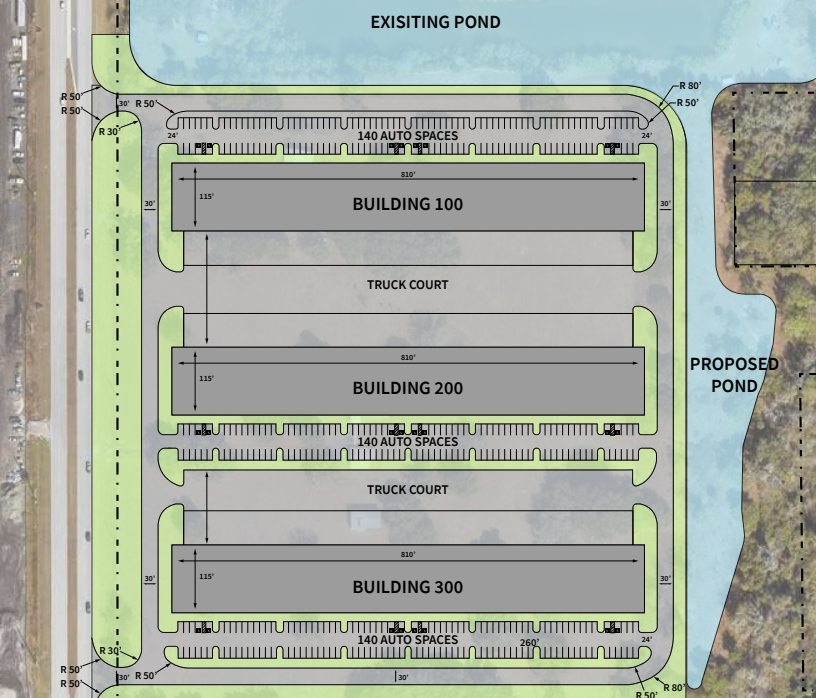 EXISITING POND
R 80'
R 50'
R 50'
30'
R 50'
R 50'
R 30'
24'
140 AUTO SPACES
24'
810'
115'
BUILDING 100
30'
30'
TRUCK COURT
810'
115'
BUILDING 200
PROPOSED
POND
140 AUTO SPACES
TRUCK COURT
810'
115'
BUILDING 300
30'
30'
140 AUTO SPACES
260'
24'
R 30'
R 50'
R 50'
30'
R 50'
30'
R 80'
R 50'